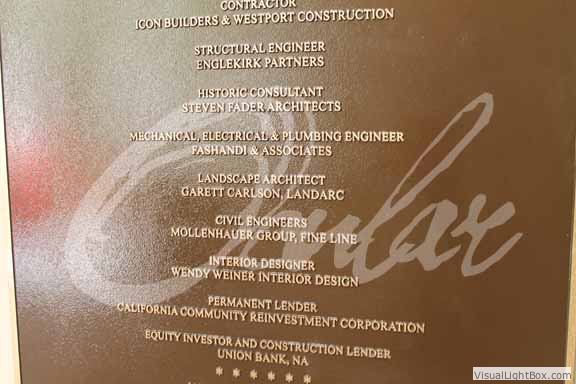 CONTRACTOR
ICON BUILDERS & WESTPORT CONSTRUCTION
STRUCTURAL ENGINEER
ENGLEKIRK PARTNERS
HISTORIC CONSULTANT
STEVEN FADER ARCHITECTS
MECHANICAL, ELECTRICAL & PLUMBING ENGINEER
FASHANDI & ASSOCIATES
LANDSCAPE ARCHITECT
GARETT CARLSON, LANDARC
CIVIL ENGINEERS
MOLLENHAUER GROUP, FINE LINE
INTERIOR DESIGNER
WENDY WEINER INTERIOR DESIGN
PERMANENT LENDER
CALIFORNIA COMMUNITY REINVESTMENT CORPORATION
EQUITY INVESTOR AND CONSTRUCTION LENDER
UNION BANK, NA
* * * * * *
VisualLightBox.com